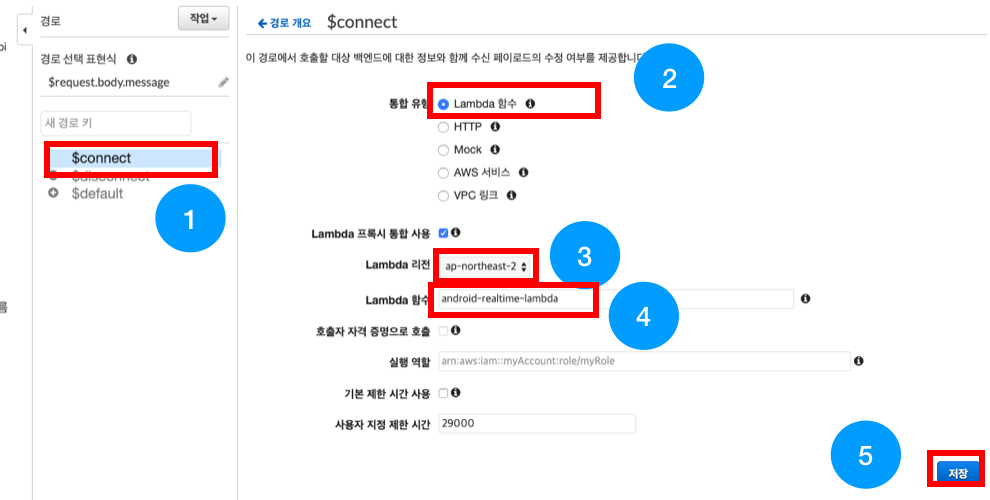 경로
작업
경로 선택 표현식
$request.body.message
새 경로 키
$connect
$disconnect
$default
1
경로 개요 $connect
이 경로에서 호출할 대상 백엔드에 대한 정보와 함께 수신 페이로드의 수정 여부를 제공합니다
2
통합 유형 Lambda 함수
HTTP
Mock
AWS 서비스
VPC 링크
Lambda 프록시 통합 사용
Lambda 리전 ap-northeast-2
3
Lambda 함수 android-realtime-lambda
4
호출자 자격 증명으로 호출
실행 역할 arn:aws:iam::myAccount:role/myRole
기본 제한 시간 사용
사용자 지정 제한 시간 29000
5
저장